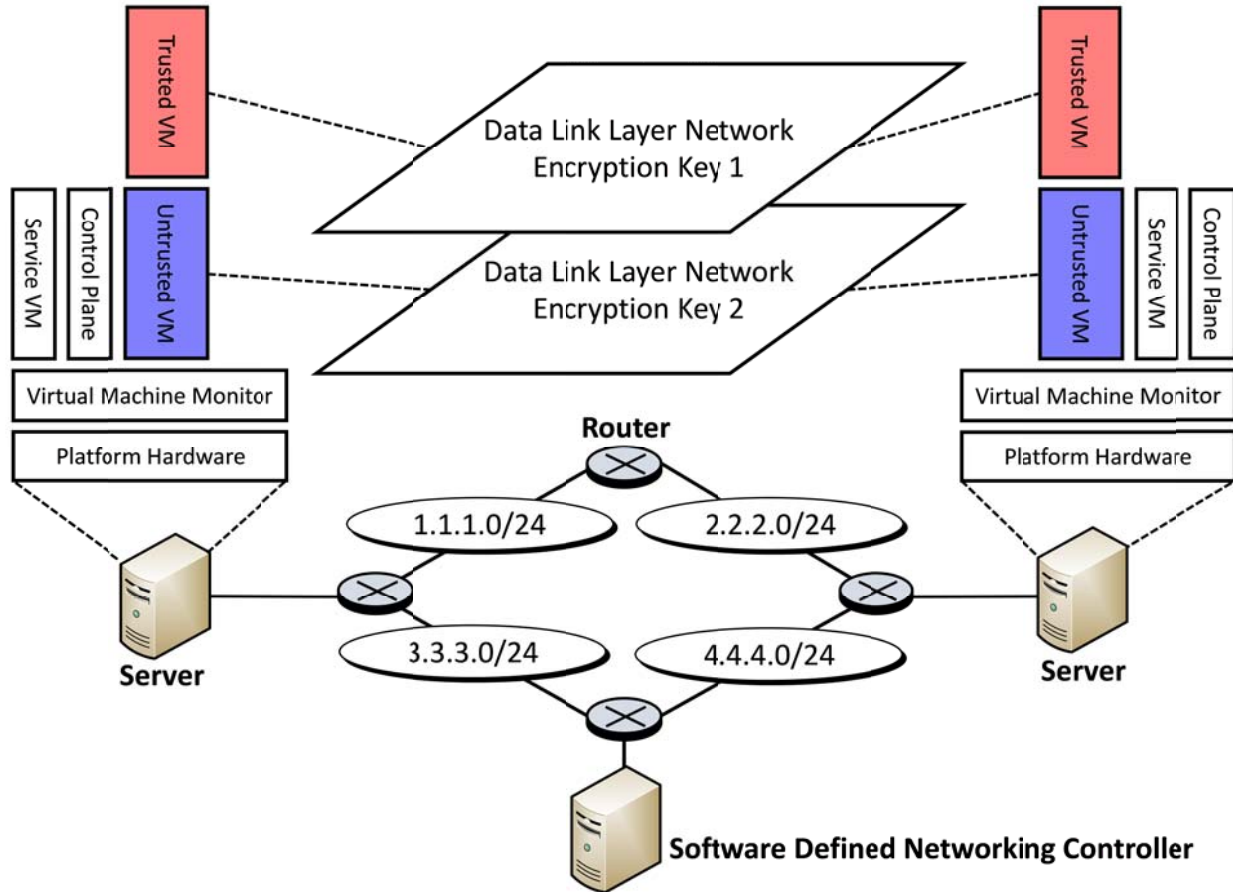 Trusted VM
Data Link Layer Network
Encryption Key 1
Trusted VM
Service VM
Control Plane
Untrusted VM
Data Link Layer Network
Encryption Key 2
Untrusted VM
Service VM
Control Plane
Virtual Machine Monitor
Virtual Machine Monitor
Platform Hardware
Router
Platform Hardware
1.1.1.0/24
2.2.2.0/24
3.3.3.0/24
4.4.4.0/24
Server
Server
Software Defined Networking Controller